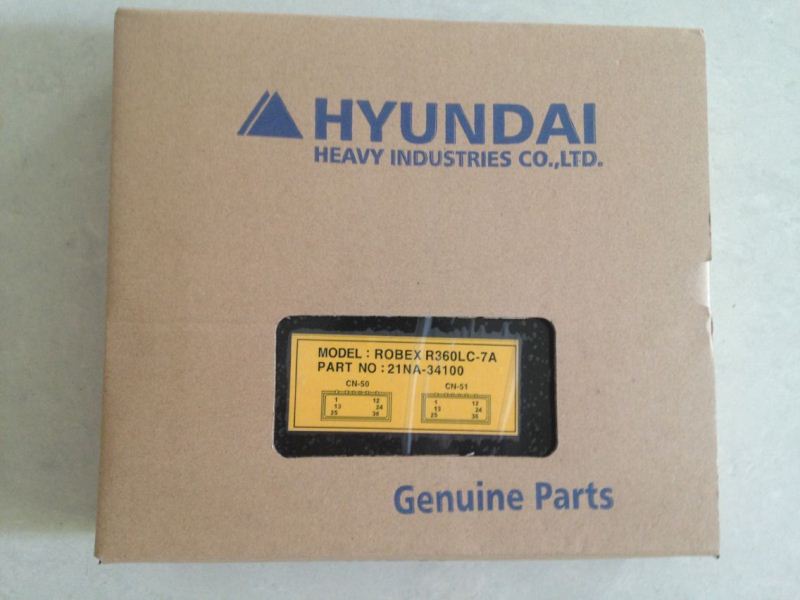 HYUNDAI
HEAVY INDUSTRIES CO.,LTD.
MODEL : ROBEX R360LC-7A
PART NO : 21NA-34100
CN-50 CN-51
1 12 1 12
13 24 13 24
25 36 25 36
Genuine Parts